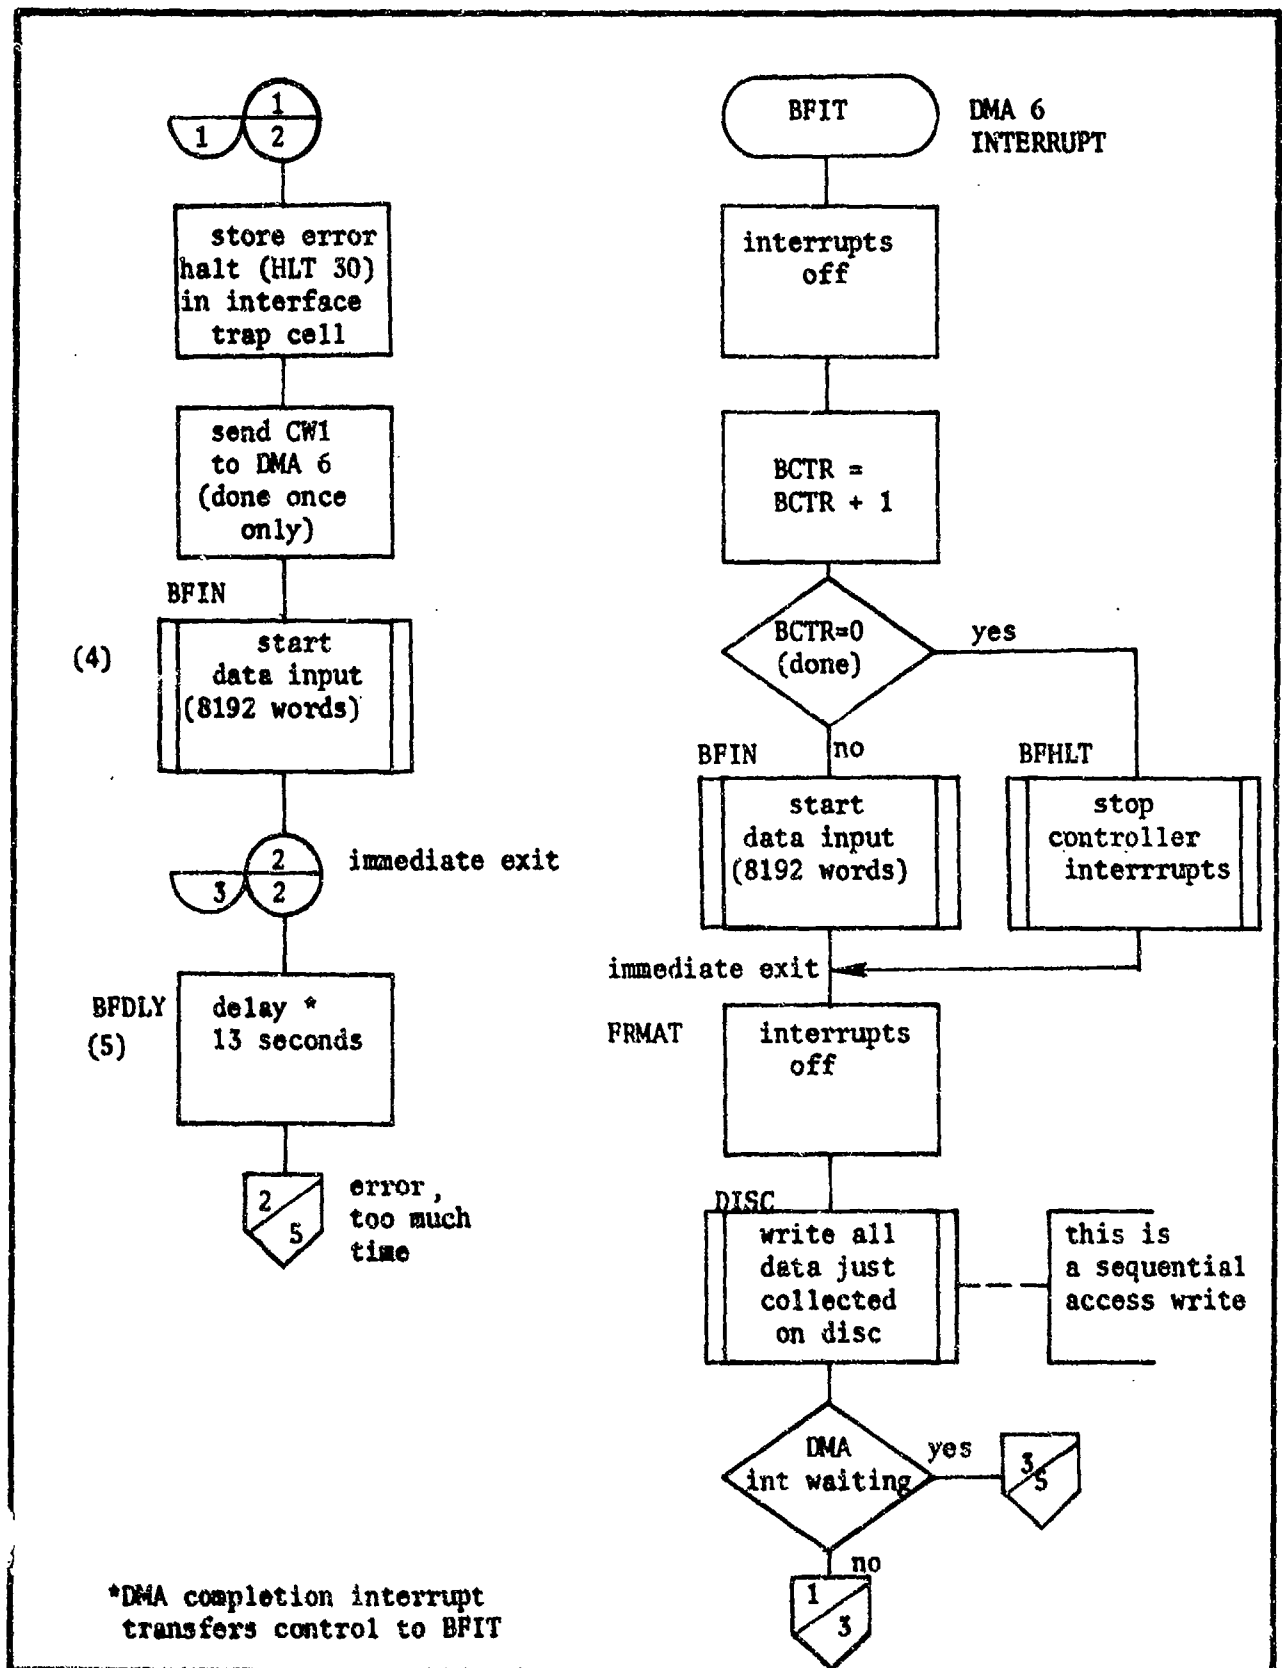 1
1
2
store error
halt (HLT 30)
in interface
trap cell
send CW1
to DMA 6
(done once
only)
BFIN
(4)
start
data input
(8192 words)
3
2
2
immediate exit
BFDLY
(5)
delay *
13 seconds
2
5
error,
too much
time
*DMA completion interrupt
transfers control to BFIT
BFIT
DMA 6
INTERRUPT
interrupts
off
BCTR =
BCTR + 1
BCTR=0
(done)
yes
no
BFIN
start
data input
(8192 words)
BFHLT
stop
controller
interrrupts
immediate exit
FRMAT
interrupts
off
DISC
write all
data just
collected
on disc
this is
a sequential
access write
DMA
int waiting
yes
3
5
no
1
3